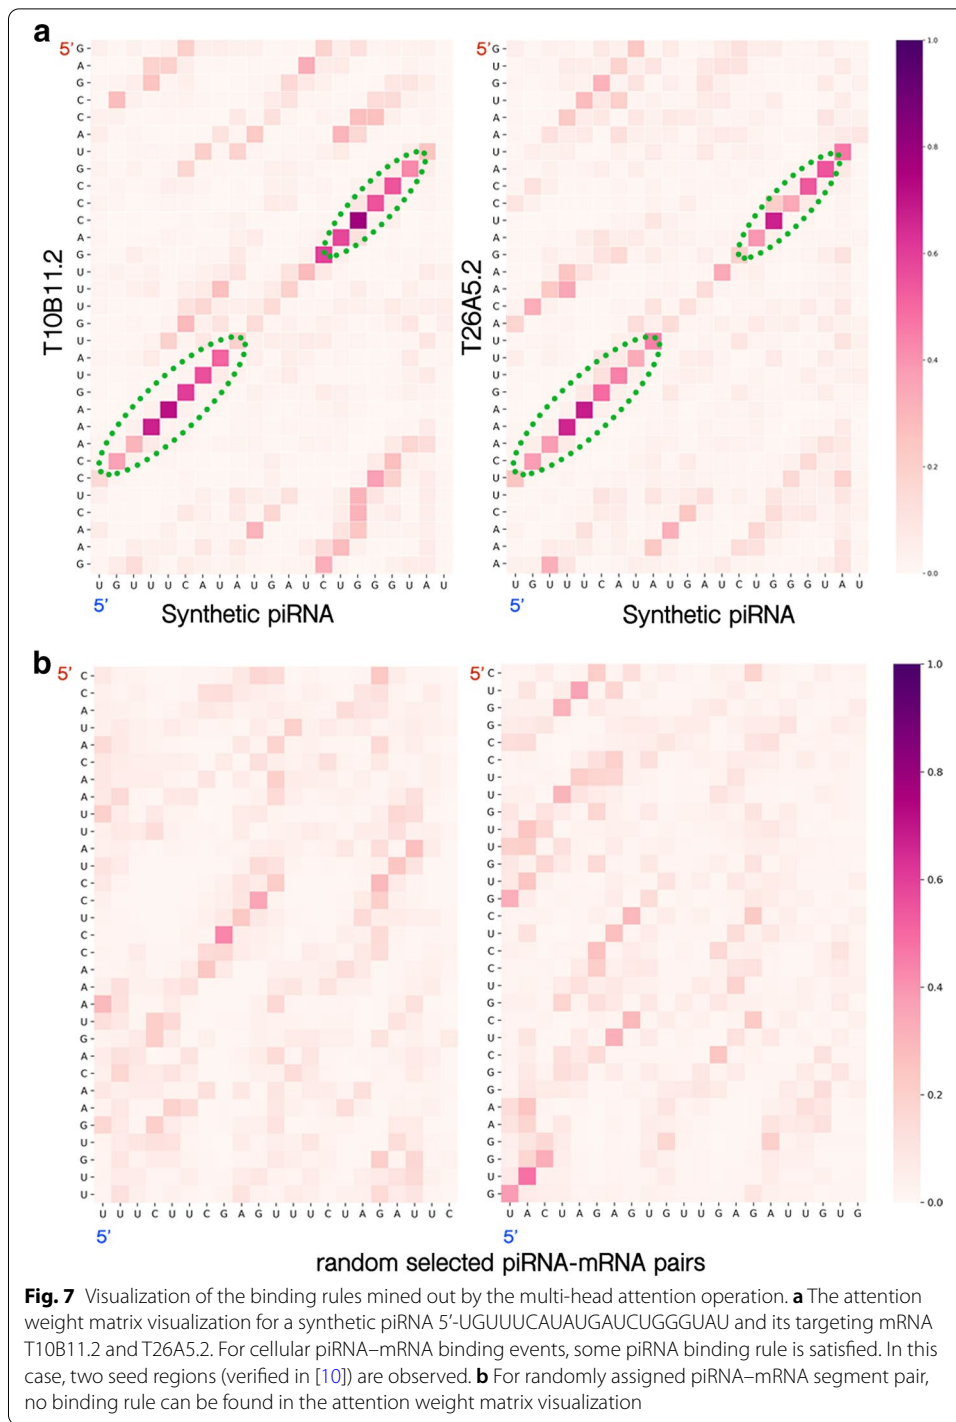 a
5'
G
A
G
C
C
A
U
G
C
C
C
A
G
U
U
U
G
U
A
U
G
A
A
A
C
C
U
C
A
A
G
T10B11.2
U G U U U C A U A U G A U C U G G G U A U
5'
Synthetic piRNA
5'
G
U
G
U
A
A
U
A
C
C
U
A
G
A
A
C
A
U
U
A
U
G
A
A
A
C
U
U
C
A
A
A
T26A5.2
U G U U U C A U A U G A U C U G G G U A U
5'
Synthetic piRNA
1.0
0.8
0.6
0.4
0.2
0.0
b
5'
C
C
A
U
A
C
A
A
U
U
A
U
C
C
U
C
C
A
A
A
U
G
A
C
A
A
G
U
G
U
U
U U U C U U C G A G U U U C U A G A U U C
5'
5'
C
U
G
G
C
C
U
U
G
U
U
G
U
G
C
U
C
C
U
G
C
U
C
G
G
A
A
G
G
U
G
U A C U A G A G U G U U G A G A U U G U G
5'
1.0
0.8
0.6
0.4
0.2
0.0
random selected piRNA-mRNA pairs
Fig. 7 Visualization of the binding rules mined out by the multi-head attention operation. a The attention
weight matrix visualization for a synthetic piRNA 5'-UGUUUCAUAUGAUCUGGGUAU and its targeting mRNA
T10B11.2 and T26A5.2. For cellular piRNA–mRNA binding events, some piRNA binding rule is satisfied. In this
case, two seed regions (verified in [10]) are observed. b For randomly assigned piRNA–mRNA segment pair,
no binding rule can be found in the attention weight matrix visualization